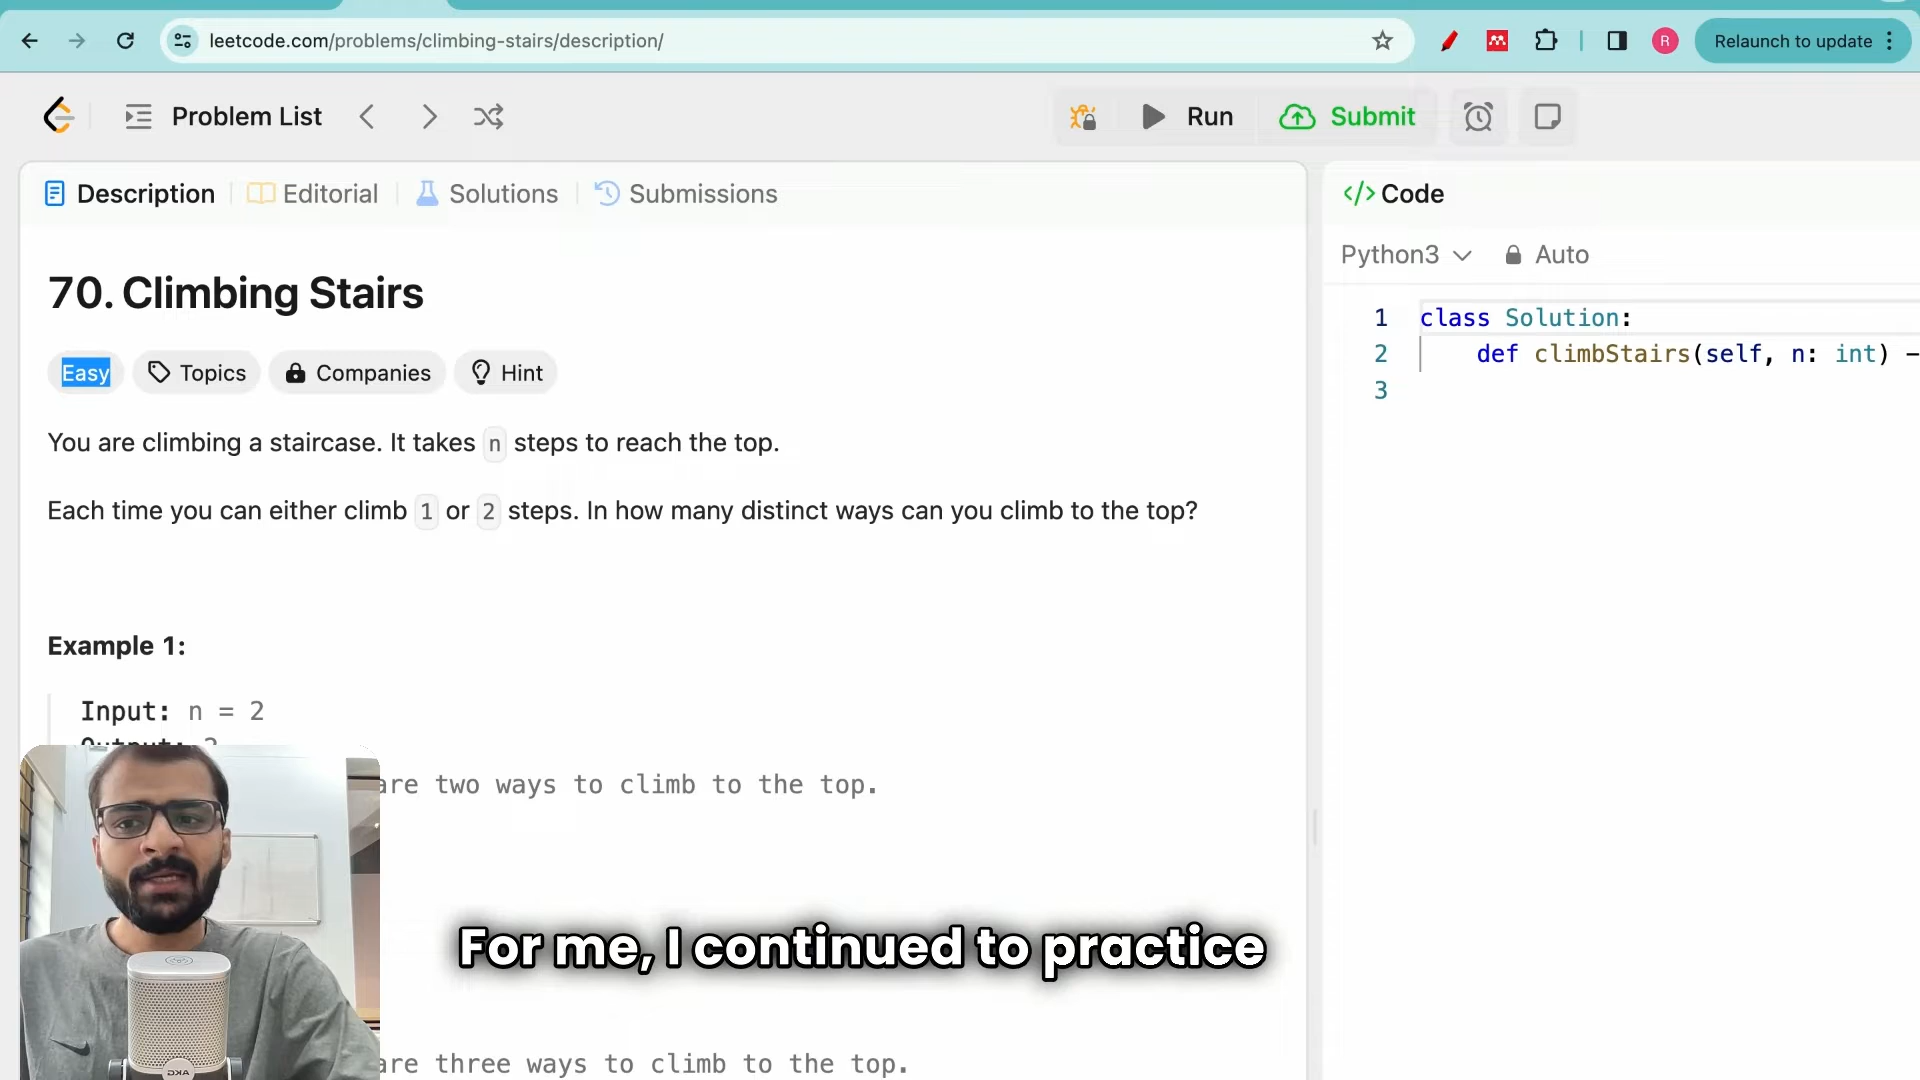 leetcode.com/problems/climbing-stairs/description/
R
Relaunch to update
Problem List
Run
Submit
Description
Editorial
Solutions
Submissions
</> Code
Python3
Auto
70. Climbing Stairs
Easy
Topics
Companies
Hint
You are climbing a staircase. It takes n steps to reach the top.
Each time you can either climb 1 or 2 steps. In how many distinct ways can you climb to the top?
Example 1:
Input: n = 2
are two ways to climb to the top.
are three ways to climb to the top.
1 class Solution:
2 def climbStairs(self, n: int) -
3
For me, I continued to practice
AKG